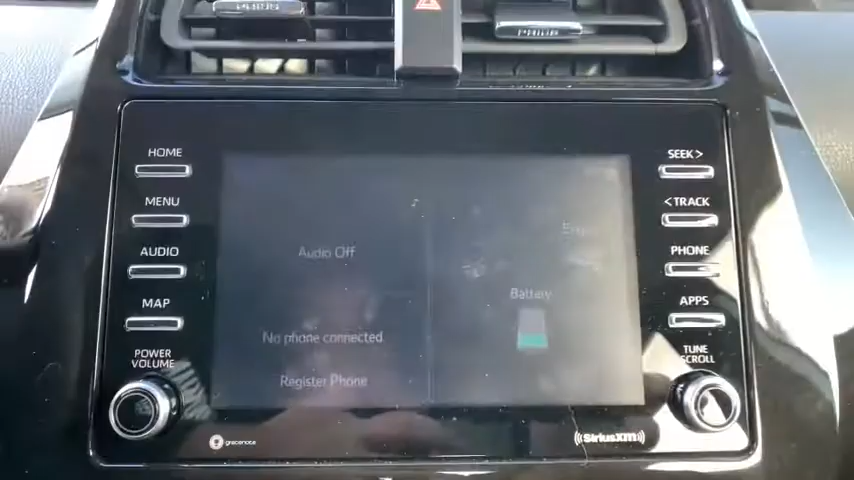 HOME
SEEK >
MENU
< TRACK
AUDIO
Audio Off
PHONE
MAP
Battery
APPS
No phone connected.
POWER
VOLUME
TUNE
SCROLL
Register Phone
gracenote
((SiriusXM))